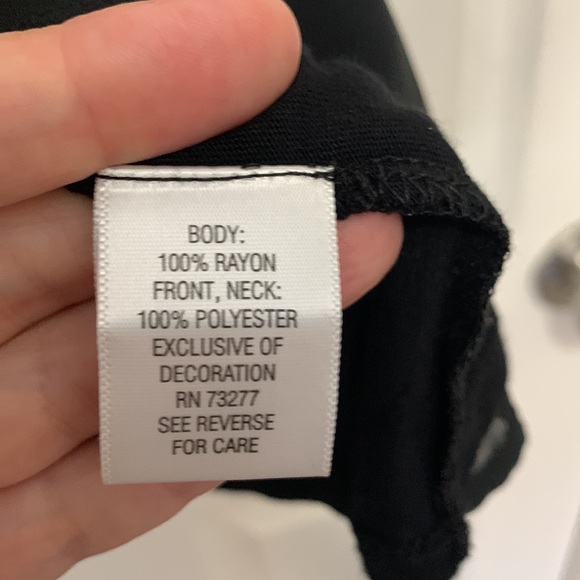 BODY:
100% RAYON
FRONT, NECK:
100% POLYESTER
EXCLUSIVE OF
DECORATION
RN 73277
SEE REVERSE
FOR CARE